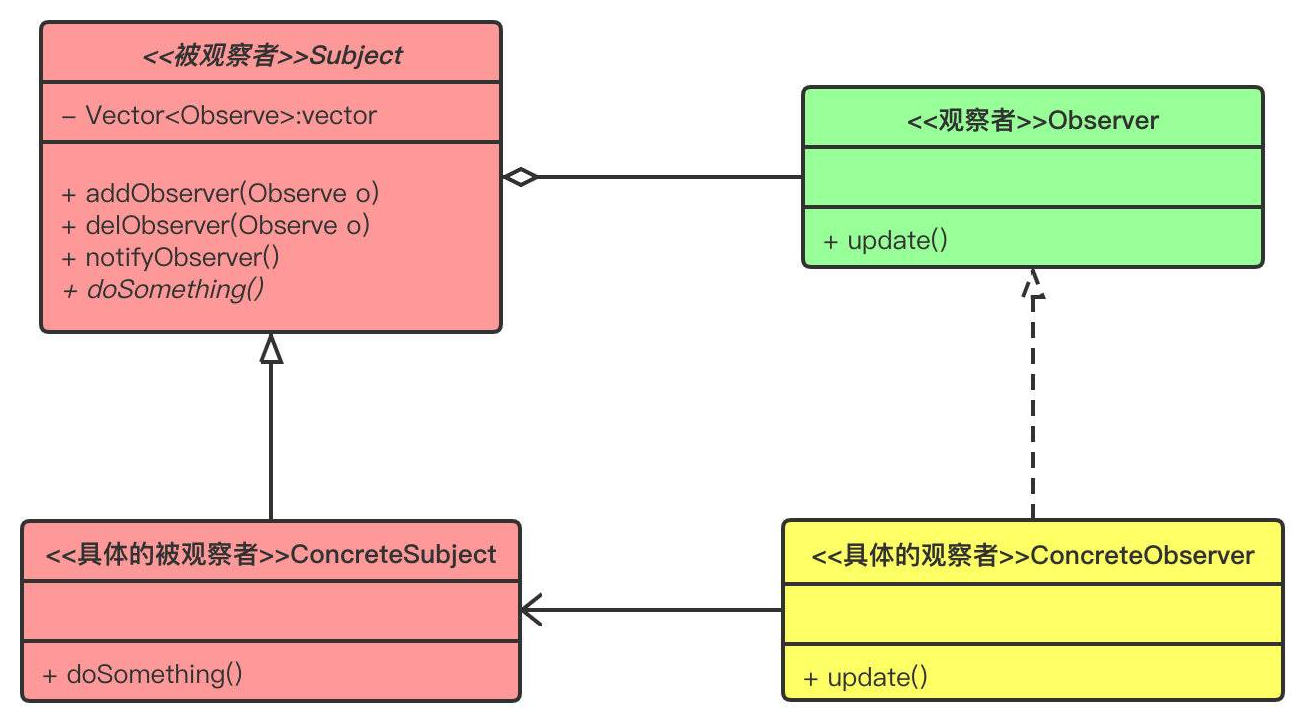 <<被观察者>>Subject
– Vector<Observe>:vector
+ addObserver(Observe o)
+ delObserver(Observe o)
+ notifyObserver()
+ doSomething()
<<观察者>>Observer
+ update()
<<具体的被观察者>>ConcreteSubject
+ doSomething()
<<具体的观察者>>ConcreteObserver
+ update()